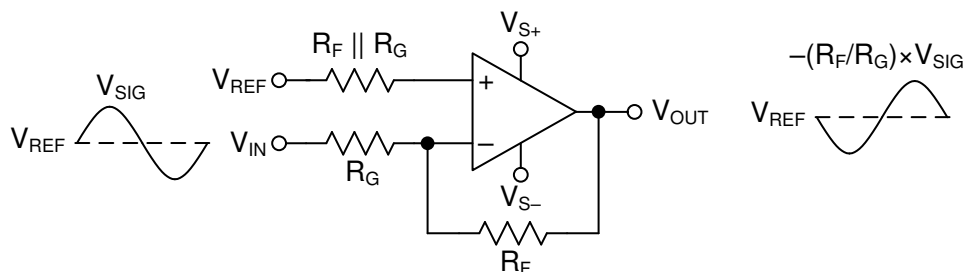 V_SIG
V_REF
R_F || R_G
V_REF
V_IN
R_G
+
−
V_S+
V_S−
R_F
V_OUT
−(R_F/R_G)×V_SIG
V_REF